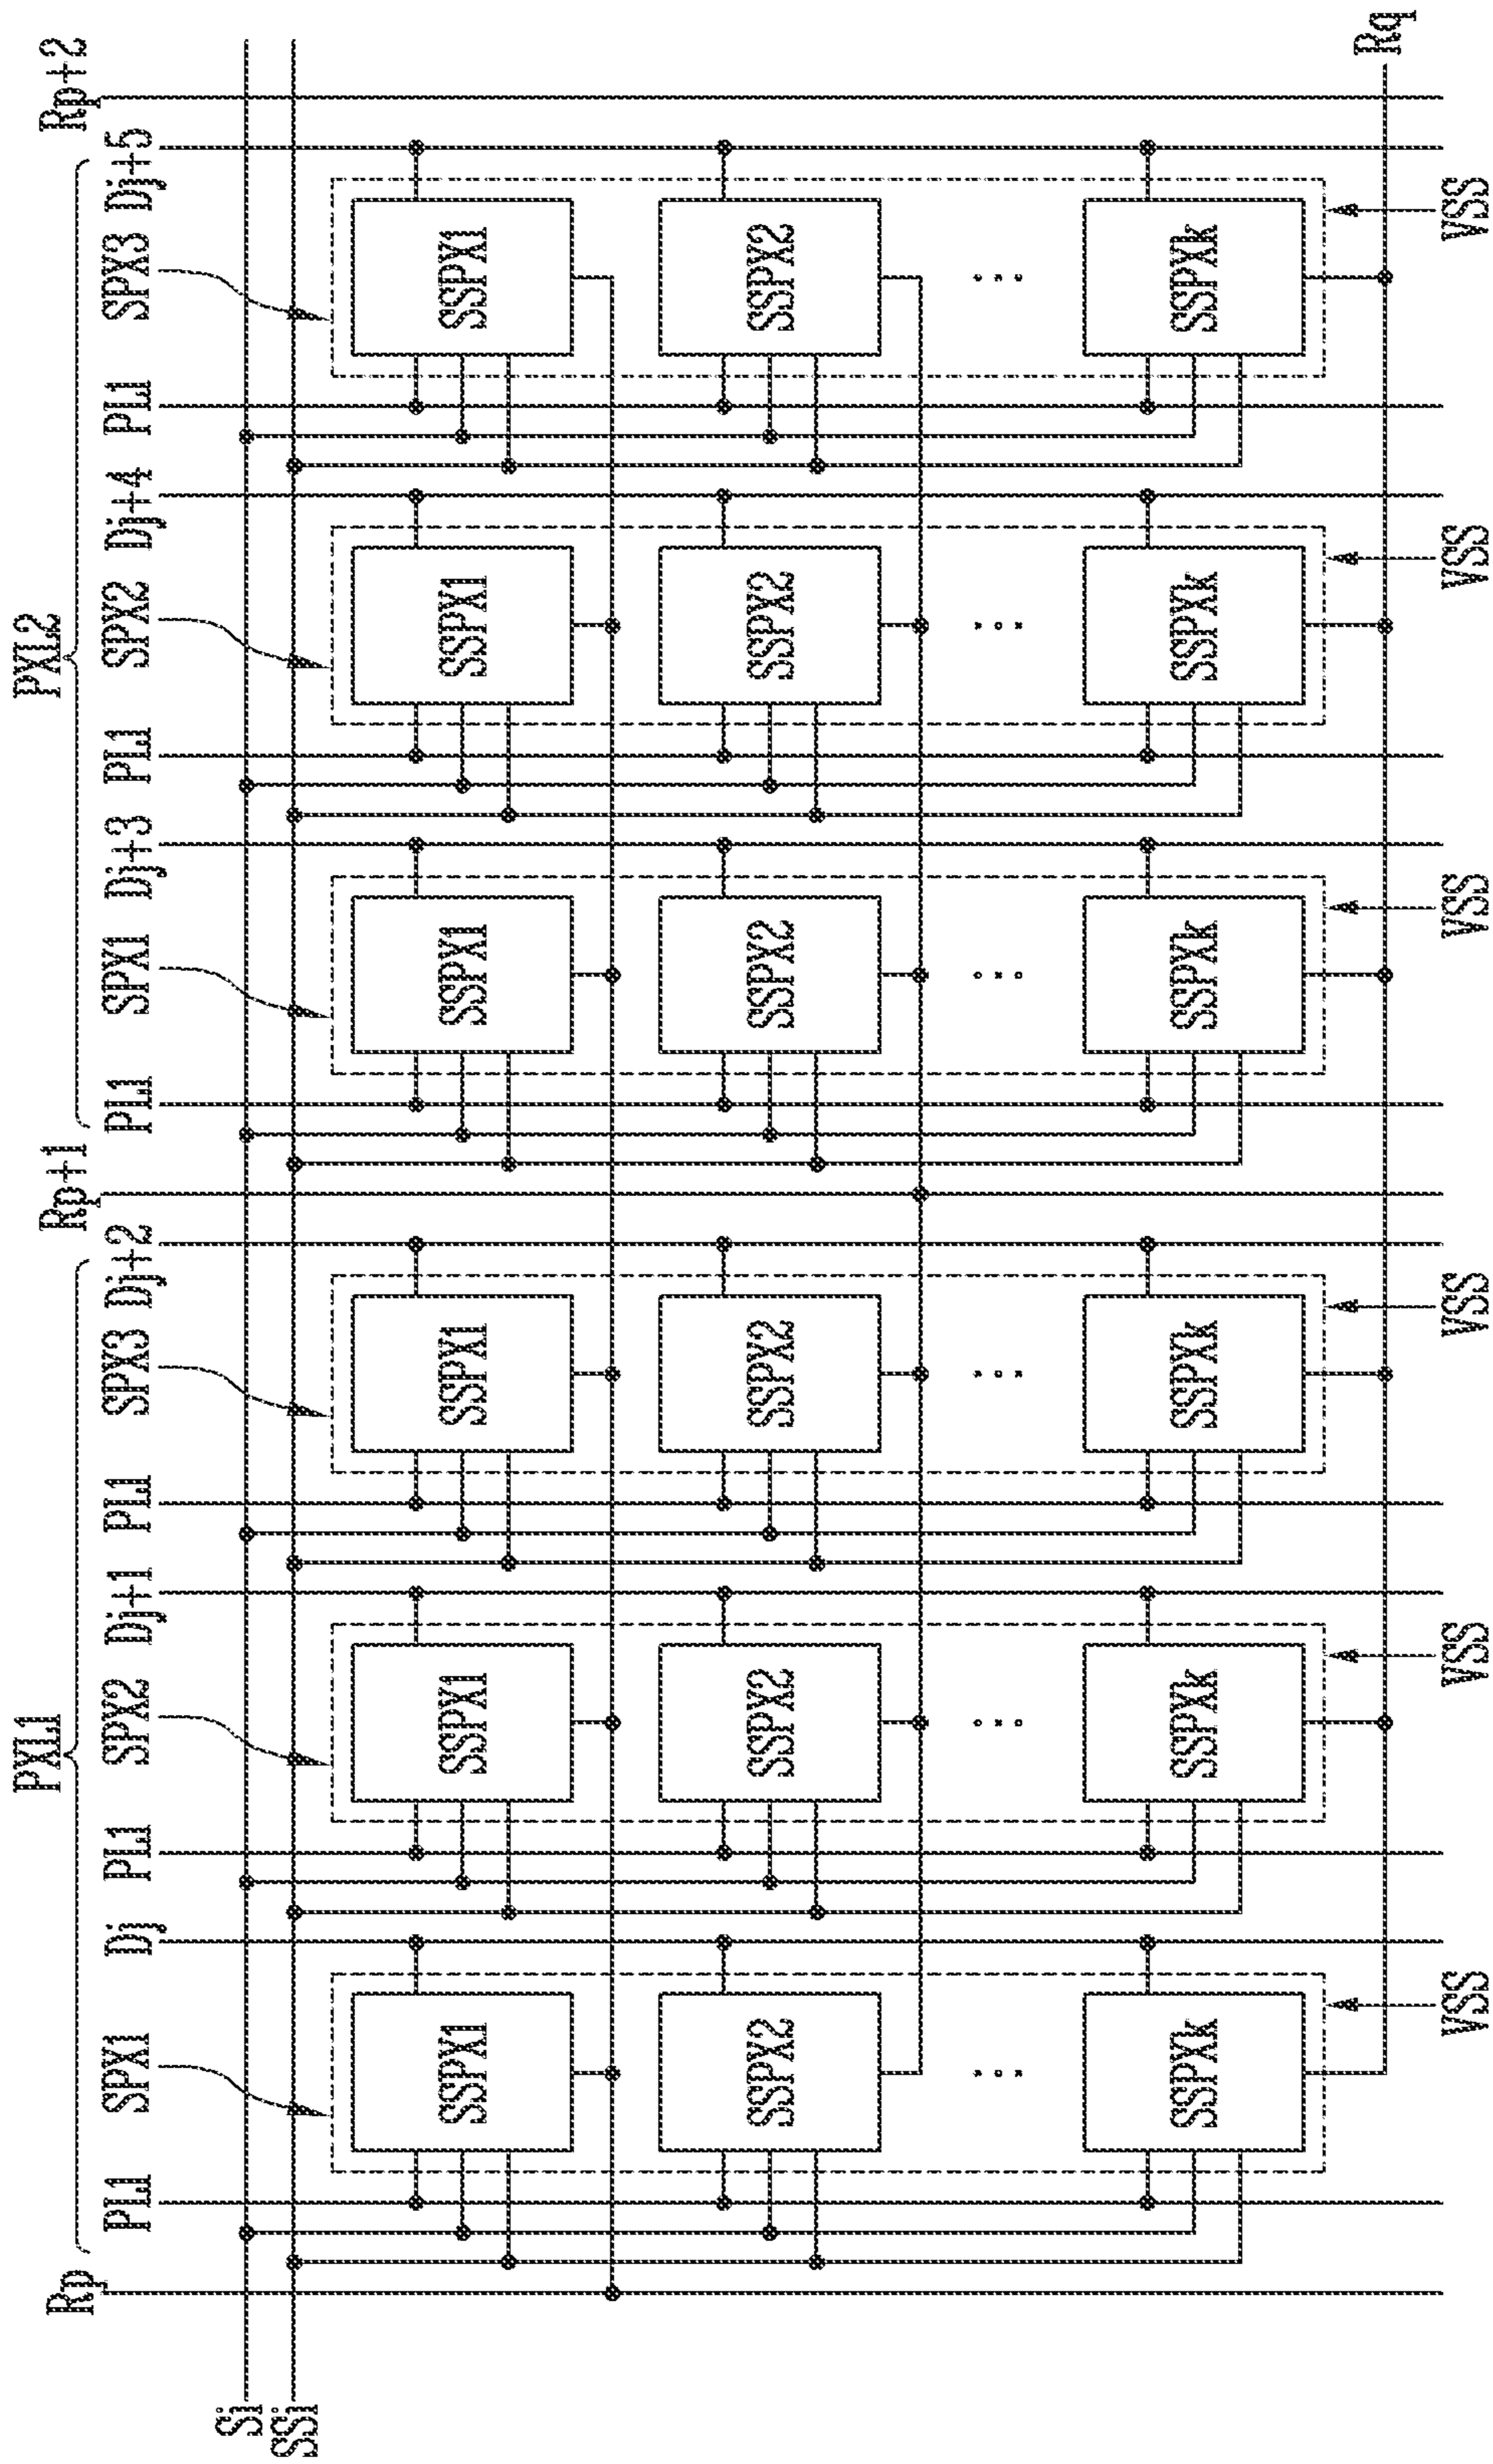 PXL1 PXL2
Rp Rp+1 Rp+2
PL1 SPX1 Dj PL1 SPX2 Dj+1 PL1 SPX3 Dj+2 PL1 SPX1 Dj+3 PL1 SPX2 Dj+4 PL1 SPX3 Dj+5
Si
SSi
SSPX1 SSPX1 SSPX1 SSPX1 SSPX1 SSPX1
SSPX2 SSPX2 SSPX2 SSPX2 SSPX2 SSPX2
SSPXk SSPXk SSPXk SSPXk SSPXk SSPXk
Rq
VSS VSS VSS VSS VSS VSS